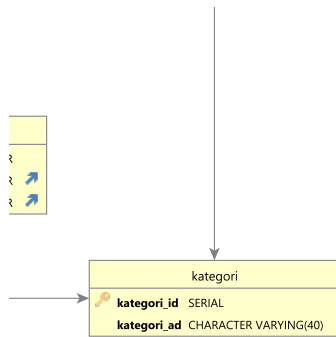 R
R
R
kategori
kategori_id SERIAL
kategori_ad CHARACTER VARYING(40)